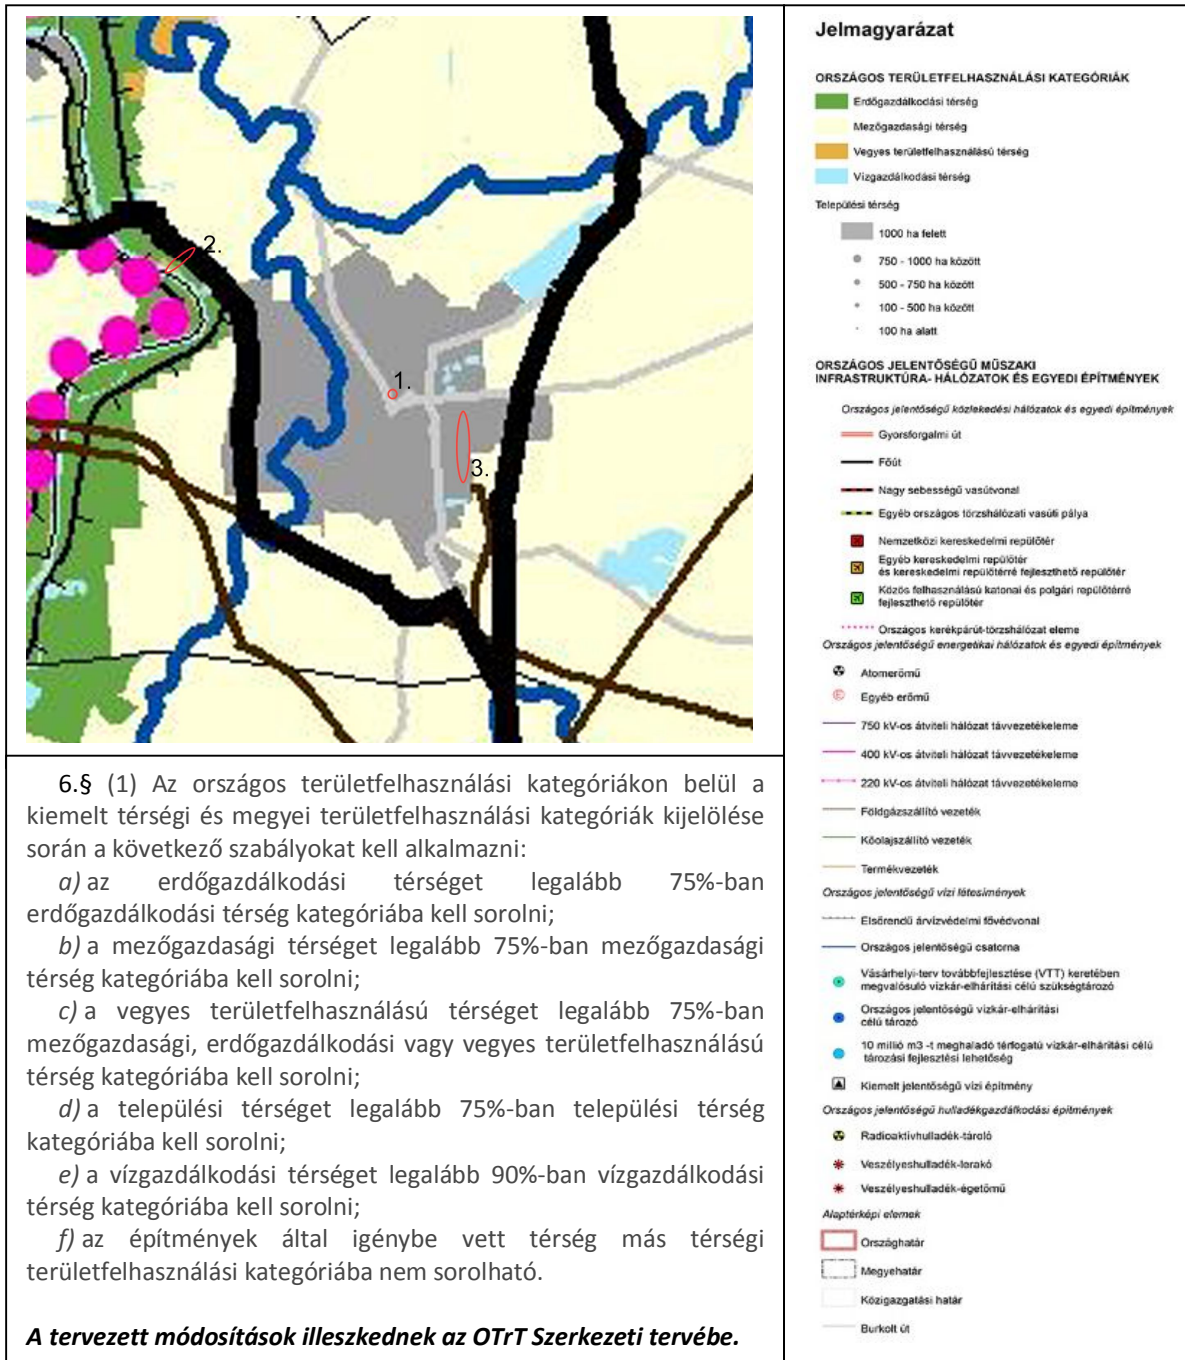 2.
1.
3.
6.§ (1) Az országos területfelhasználási kategóriákon belül a
kiemelt térségi és megyei területfelhasználási kategóriák kijelölése
során a következő szabályokat kell alkalmazni:
a) az erdőgazdálkodási térséget legalább 75%-ban
erdőgazdálkodási térség kategóriába kell sorolni;
b) a mezőgazdasági térséget legalább 75%-ban mezőgazdasági
térség kategóriába kell sorolni;
c) a vegyes területfelhasználású térséget legalább 75%-ban
mezőgazdasági, erdőgazdálkodási vagy vegyes területfelhasználású
térség kategóriába kell sorolni;
d) a települési térséget legalább 75%-ban települési térség
kategóriába kell sorolni;
e) a vízgazdálkodási térséget legalább 90%-ban vízgazdálkodási
térség kategóriába kell sorolni;
f) az építmények által igénybe vett térség más térségi
területfelhasználási kategóriába nem sorolható.
A tervezett módosítások illeszkednek az OTrT Szerkezeti tervébe.
Jelmagyarázat
ORSZÁGOS TERÜLETFELHASZNÁLÁSI KATEGÓRIÁK
Erdőgazdálkodási térség
Mezőgazdasági térség
Vegyes területfelhasználású térség
Vízgazdálkodási térség
Települési térség
1000 ha felett
750 - 1000 ha között
500 - 750 ha között
100 - 500 ha között
100 ha alatt
ORSZÁGOS JELENTŐSÉGŰ MŰSZAKI
INFRASTRUKTÚRA- HÁLÓZATOK ÉS EGYEDI ÉPÍTMÉNYEK
Országos jelentőségű közlekedési hálózatok és egyedi építmények
Gyorsforgalmi út
Főút
Nagy sebességű vasútvonal
Egyéb országos törzshálózati vasúti pálya
Nemzetközi kereskedelmi repülőtér
Egyéb kereskedelmi repülőtér
és kereskedelmi repülőtérré fejleszthető repülőtér
Közös felhasználású katonai és polgári repülőtérré
fejleszthető repülőtér
Országos kerékpárút-törzshálózat eleme
Országos jelentőségű energetikai hálózatok és egyedi építmények
Atomerőmű
Egyéb erőmű
750 kV-os átviteli hálózat távvezetékeleme
400 kV-os átviteli hálózat távvezetékeleme
220 kV-os átviteli hálózat távvezetékeleme
Földgázszállító vezeték
Kőolajszállító vezeték
Termékvezeték
Országos jelentőségű vízi létesímények
Elsőrendű árvízvédelmi fővédvonal
Országos jelentőségű csatorna
Vásárhelyi-terv továbbfejlesztése (VTT) keretében
megvalósuló vízkár-elhárítási célú szükségtározó
Országos jelentőségű vízkár-elhárítási
célú tározó
10 millió m3 -t meghaladó térfogatú vízkár-elhárítási célú
tározási fejlesztési lehetőség
Kiemelt jelentőségű vízi építmény
Országos jelentőségű hulladékgazdálkodási építmények
Radioaktívhulladék-tároló
Veszélyeshulladék-lerakó
Veszélyeshulladék-égetőmű
Alaptérképi elemek
Országhatár
Megyehatár
Közigazgatási határ
Burkolt út